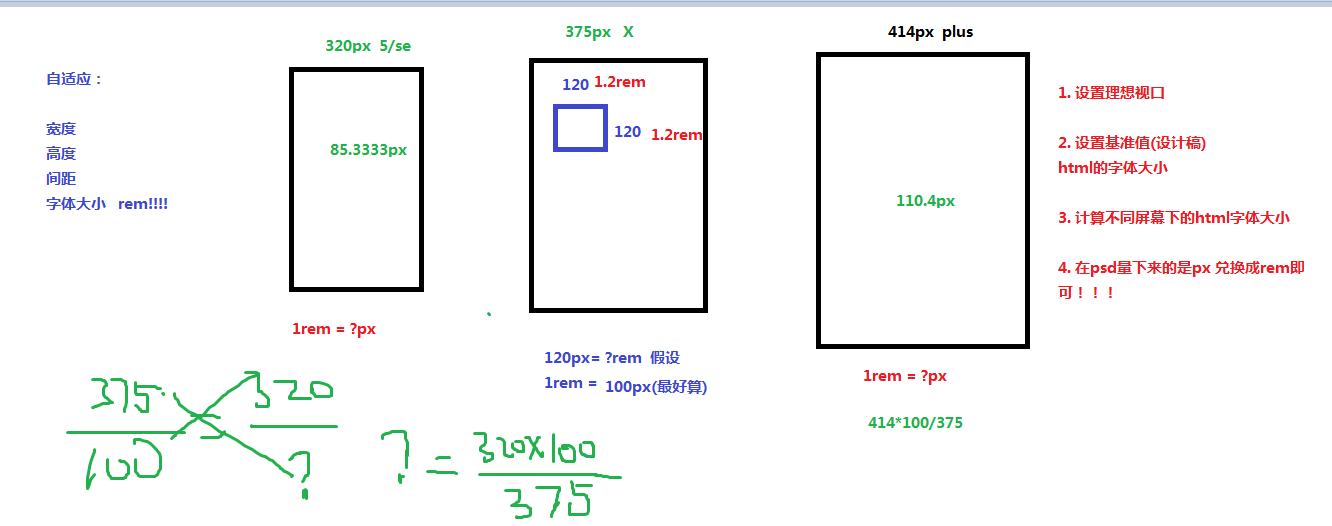 自适应：
宽度
高度
间距
字体大小 rem!!!!
320px 5/se
85.3333px
1rem = ?px
375px X
120 1.2rem
120 1.2rem
120px= ?rem 假设
1rem = 100px(最好算)
414px plus
110.4px
1rem = ?px
414*100/375
1. 设置理想视口
2. 设置基准值(设计稿)
html的字体大小
3. 计算不同屏幕下的html字体大小
4. 在psd量下来的是px 兑换成rem即
可！！！
375 320
100 = ?
? = 320×100
375